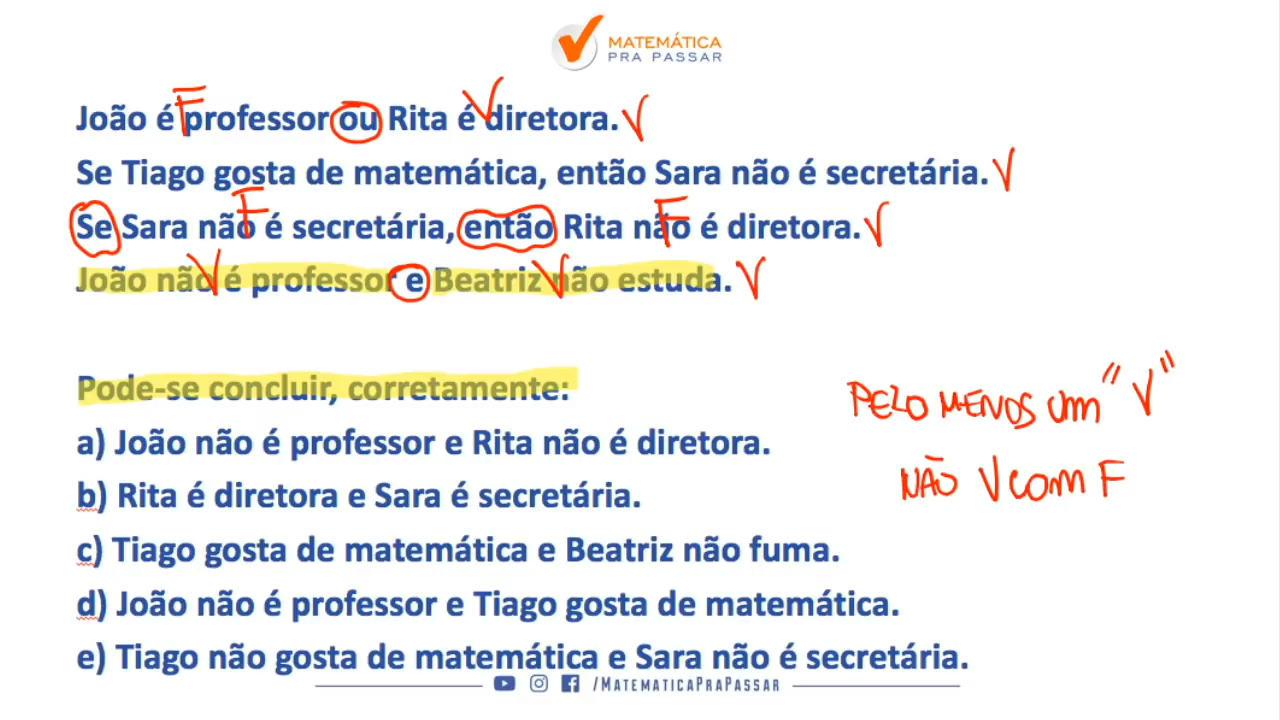 MATEMÁTICA
PRA PASSAR
João é professor ou Rita é diretora. V
F V
Se Tiago gosta de matemática, então Sara não é secretária. V
Se Sara não é secretária, então Rita não é diretora. V
F F
João não é professor e Beatriz não estuda. V
V V
Pode-se concluir, corretamente:
a) João não é professor e Rita não é diretora.
b) Rita é diretora e Sara é secretária.
c) Tiago gosta de matemática e Beatriz não fuma.
d) João não é professor e Tiago gosta de matemática.
e) Tiago não gosta de matemática e Sara não é secretária.
PELO MENOS UM "V"
NÃO V COM F
/MATEMATICAPRAPASSAR